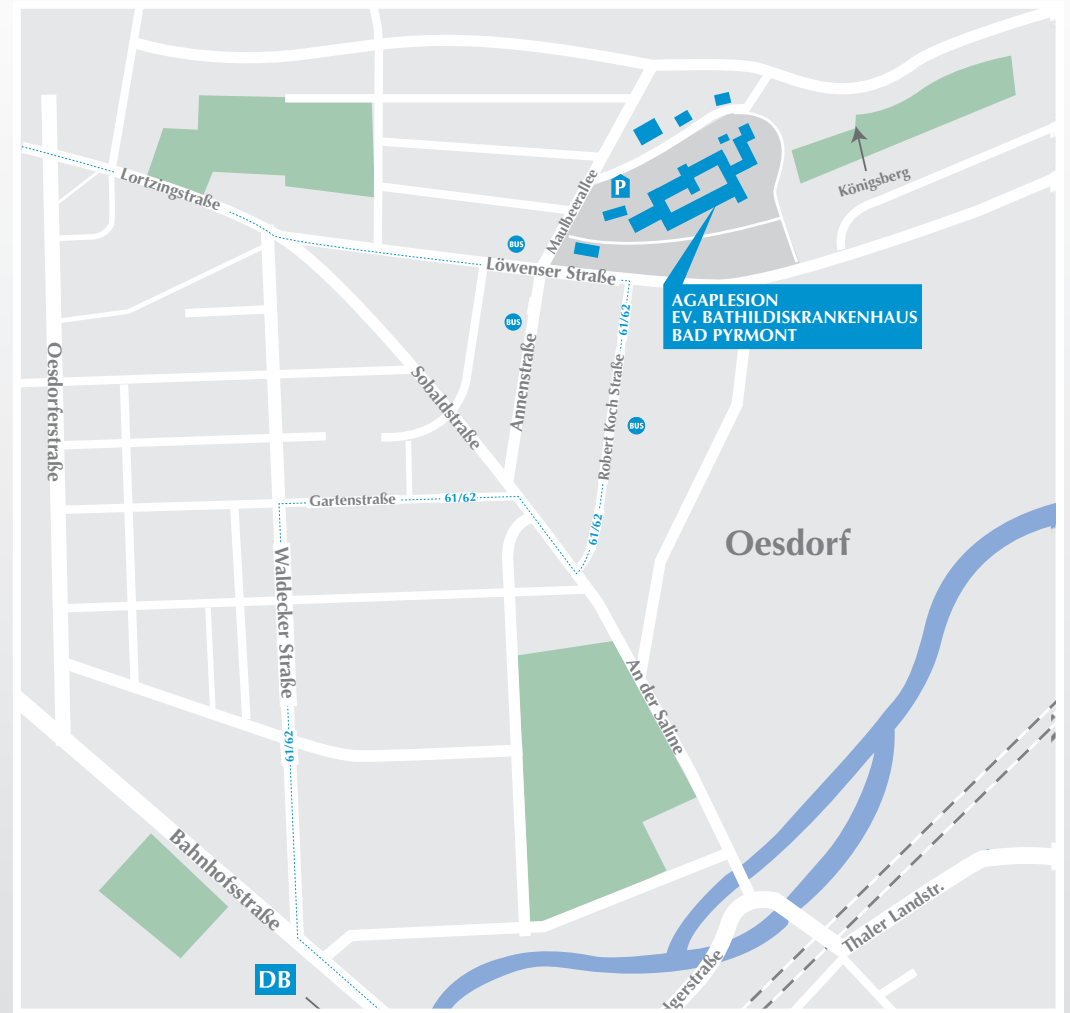 Lortzingstraße
Maulbeerallee
P
Königsberg
BUS
Löwenser Straße
AGAPLESION
EV. BATHILDISKRANKENHAUS
BAD PYRMONT
BUS
61/62
Oesdorferstraße
Sobaldstraße
Annenstraße
Robert Koch Straße
BUS
Gartenstraße
61/62
61/62
Oesdorf
Waldecker Straße
An der Saline
61/62
Bahnhofsstraße
Thaler Landstr.
DB